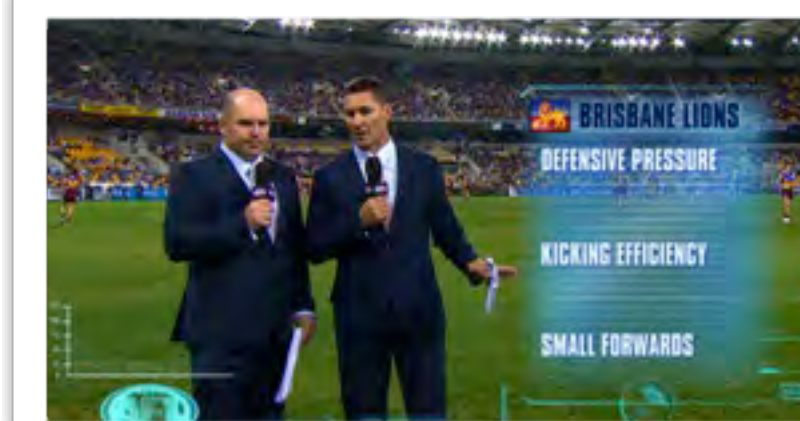 BRISBANE LIONS
DEFENSIVE PRESSURE
KICKING EFFICIENCY
SMALL FORWARDS